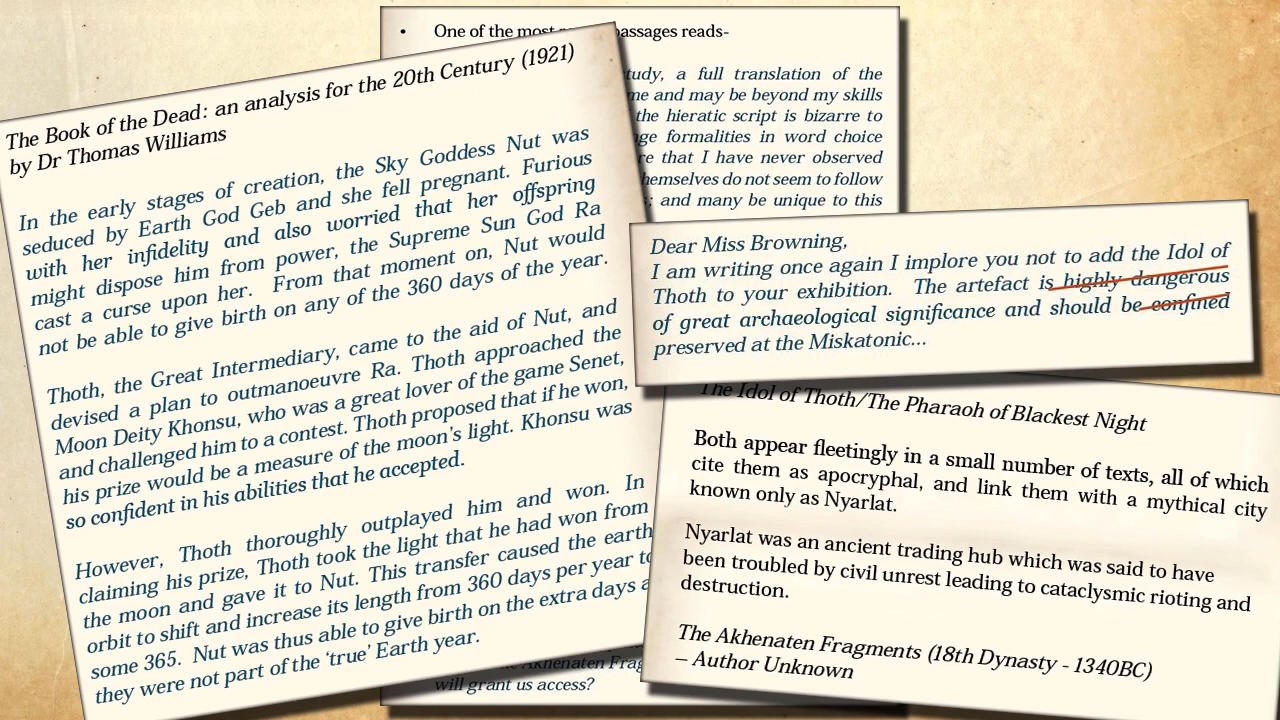 The Book of the Dead: an analysis for the 20th Century (1921)
by Dr Thomas Williams
In the early stages of creation, the Sky Goddess Nut was
seduced by Earth God Geb and she fell pregnant. Furious
with her infidelity and also worried that her offspring
might dispose him from power, the Supreme Sun God Ra
cast a curse upon her. From that moment on, Nut would
not be able to give birth on any of the 360 days of the year.
Thoth, the Great Intermediary, came to the aid of Nut, and
devised a plan to outmanoeuvre Ra. Thoth approached the
Moon Deity Khonsu, who was a great lover of the game Senet,
and challenged him to a contest. Thoth proposed that if he won,
his prize would be a measure of the moon's light. Khonsu was
so confident in his abilities that he accepted.
However, Thoth thoroughly outplayed him and won. In
claiming his prize, Thoth took the light that he had won from
the moon and gave it to Nut. This transfer caused the earth
orbit to shift and increase its length from 360 days per year to
some 365. Nut was thus able to give birth on the extra days a
they were not part of the 'true' Earth year.
• One of the most passages reads-
study, a full translation of the
me and may be beyond my skills
the hieratic script is bizarre to
formalities in word choice
that I have never observed
themselves do not seem to follow
; and many be unique to this
the Akhenaten Frag
will grant us access?
Dear Miss Browning,
I am writing once again I implore you not to add the Idol of
Thoth to your exhibition. The artefact is highly dangerous
of great archaeological significance and should be confined
preserved at the Miskatonic...
The Idol of Thoth/The Pharaoh of Blackest Night
Both appear fleetingly in a small number of texts, all of which
cite them as apocryphal, and link them with a mythical city
known only as Nyarlat.
Nyarlat was an ancient trading hub which was said to have
been troubled by civil unrest leading to cataclysmic rioting and
destruction.
The Akhenaten Fragments (18th Dynasty - 1340BC)
– Author Unknown